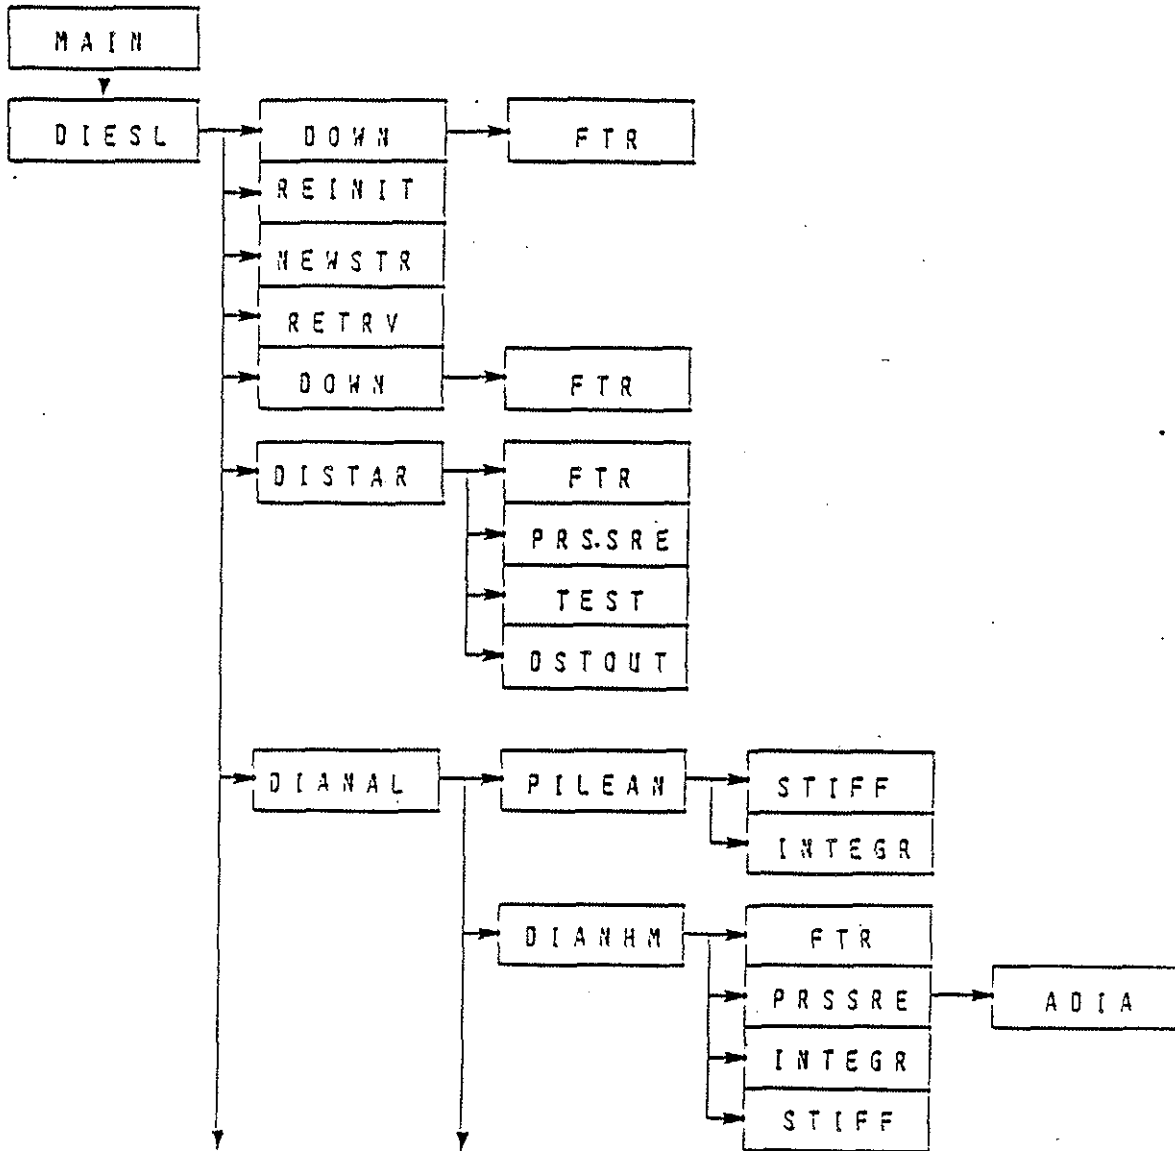 MAIN
DIESL
DOWN
FTR
REINIT
NEWSTR
RETRV
DOWN
FTR
DISTAR
FTR
PRS.SRE
TEST
DSTOUT
DIANAL
PILEAN
STIFF
INTEGR
DIANHM
FTR
PRSSRE
ADIA
INTEGR
STIFF